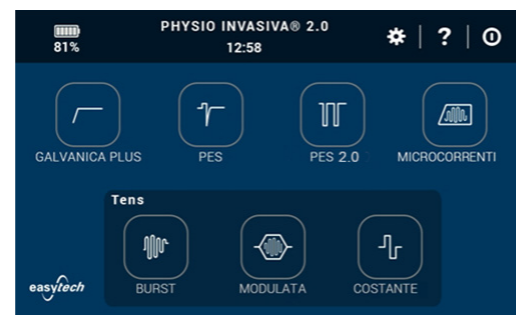 PHYSIO INVASIVA® 2.0
81%
12:58
?
GALVANICA PLUS
PES
PES 2.0
MICROCORRENTI
Tens
BURST
MODULATA
COSTANTE
easytech